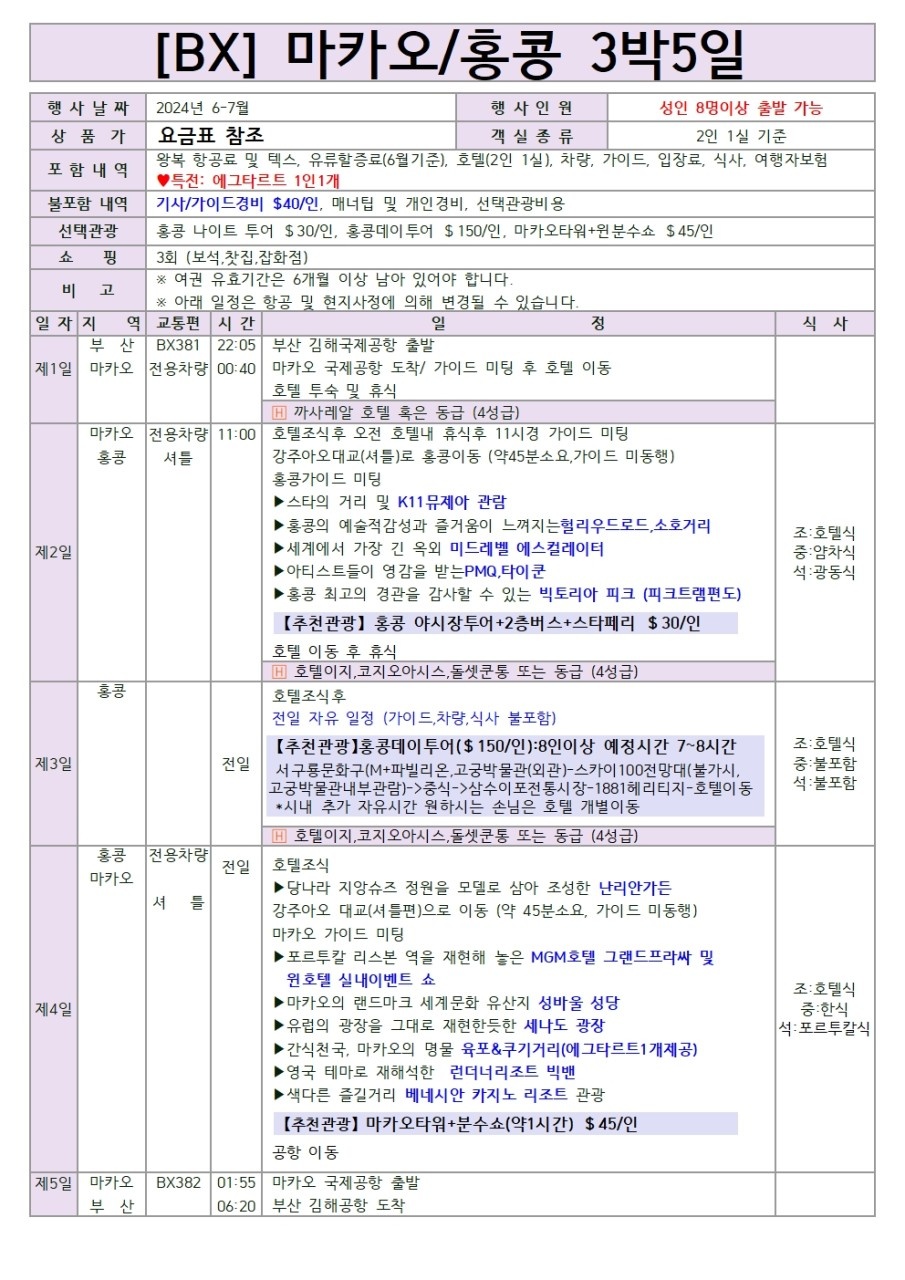 [BX] 마카오/홍콩 3박5일
행 사 날 짜 2024년 6-7월 행 사 인 원 성인 8명이상 출발 가능
상 품 가 요금표 참조 객 실 종 류 2인 1실 기준
포 함 내 역 왕복 항공료 및 텍스, 유류할증료(6월기준), 호텔(2인 1실), 차량, 가이드, 입장료, 식사, 여행자보험
♥특전: 에그타르트 1인1개
불포함 내역 기사/가이드경비 $40/인, 매너팁 및 개인경비, 선택관광비용
선택관광 홍콩 나이트 투어 $30/인, 홍콩데이투어 $150/인, 마카오타워+윈분수쇼 $45/인
쇼 핑 3회 (보석,찻집,잡화점)
비 고 ※ 여권 유효기간은 6개월 이상 남아 있어야 합니다.
※ 아래 일정은 항공 및 현지사정에 의해 변경될 수 있습니다.
일 자 지 역 교통편 시 간 일 정 식 사
제1일
부 산 BX381 22:05 부산 김해국제공항 출발
마카오 전용차량 00:40 마카오 국제공항 도착/ 가이드 미팅 후 호텔 이동
호텔 투숙 및 휴식
H 까사레알 호텔 혹은 동급 (4성급)
제2일
마카오 전용차량 11:00 호텔조식후 오전 호텔내 휴식후 11시경 가이드 미팅
홍콩 셔틀 강주아오대교(셔틀)로 홍콩이동 (약45분소요,가이드 미동행)
홍콩가이드 미팅
▶스타의 거리 및 K11뮤제아 관람
▶홍콩의 예술적감성과 즐거움이 느껴지는헐리우드로드,소호거리
▶세계에서 가장 긴 옥외 미드레벨 에스컬레이터
▶아티스트들이 영감을 받는PMQ,타이쿤
▶홍콩 최고의 경관을 감사할 수 있는 빅토리아 피크 (피크트램편도)
【추천관광】 홍콩 야시장투어+2층버스+스타페리 $30/인
호텔 이동 후 휴식
H 호텔이지,코지오아시스,돌셋쿤통 또는 동급 (4성급)
조:호텔식
중:얌차식
석:광동식
제3일
홍콩 전일 호텔조식후
전일 자유 일정 (가이드,차량,식사 불포함)
【추천관광】홍콩데이투어($150/인):8인이상 예정시간 7~8시간
서구룡문화구(M+파빌리온,고궁박물관(외관)-스카이100전망대(불가시,
고궁박물관내부관람)->중식->삼수이포전통시장-1881헤리티지-호텔이동
*시내 추가 자유시간 원하시는 손님은 호텔 개별이동
H 호텔이지,코지오아시스,돌셋쿤통 또는 동급 (4성급)
조:호텔식
중:불포함
석:불포함
제4일
홍콩 전용차량 전일 호텔조식
마카오 ▶당나라 지앙슈즈 정원을 모델로 삼아 조성한 난리안가든
셔 틀 강주아오 대교(셔틀편)으로 이동 (약 45분소요, 가이드 미동행)
마카오 가이드 미팅
▶포르투칼 리스본 역을 재현해 놓은 MGM호텔 그랜드프라싸 및
윈호텔 실내이벤트 쇼
▶마카오의 랜드마크 세계문화 유산지 성바울 성당
▶유럽의 광장을 그대로 재현한듯한 세나도 광장
▶간식천국, 마카오의 명물 육포&쿠기거리(에그타르트1개제공)
▶영국 테마로 재해석한 런더너리조트 빅밴
▶색다른 즐길거리 베네시안 카지노 리조트 관광
【추천관광】 마카오타워+분수쇼(약1시간) $45/인
공항 이동
조:호텔식
중:한식
석:포르투칼식
제5일 마카오 BX382 01:55 마카오 국제공항 출발
부 산 06:20 부산 김해공항 도착